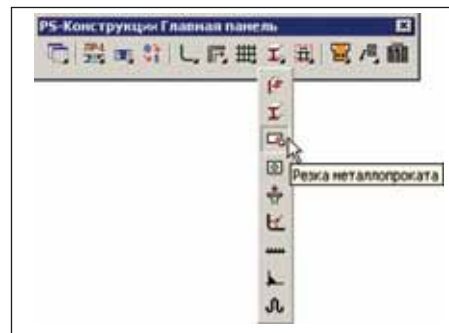 PS-Конструкции Главная панель
Резка металлопроката